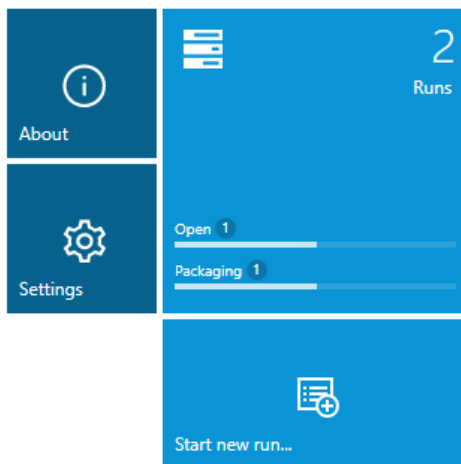 About
2
Runs
Open 1
Packaging 1
Settings
Start new run...